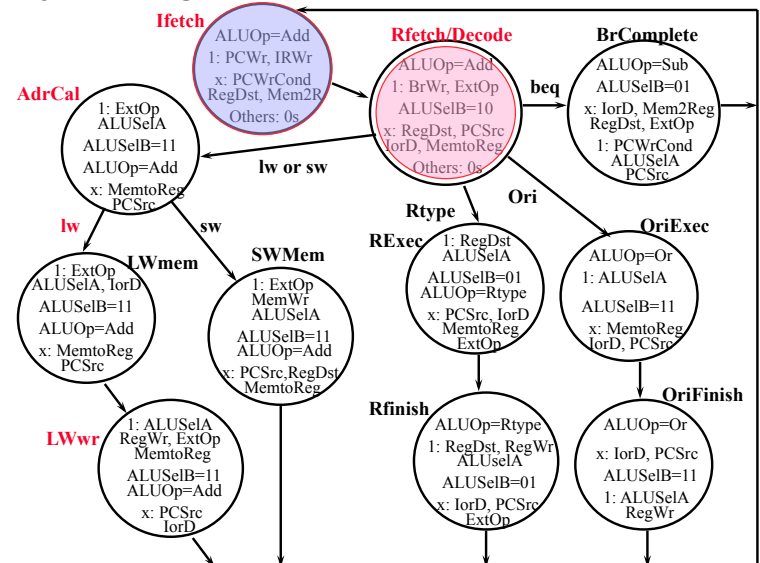 Ifetch
ALUOp=Add
1: PCWr, IRWr
x: PCWrCond
RegDst, Mem2R
Others: 0s
Rfetch/Decode
ALUOp=Add
1: BrWr, ExtOp
ALUSelB=10
x: RegDst, PCSrc
IorD, MemtoReg
Others: 0s
beq
BrComplete
ALUOp=Sub
ALUSelB=01
x: IorD, Mem2Reg
RegDst, ExtOp
1: PCWrCond
ALUSelA
PCSrc
AdrCal
1: ExtOp
ALUSelA
ALUSelB=11
ALUOp=Add
x: MemtoReg
PCSrc
lw or sw
lw
sw
Rtype
Ori
LWmem
1: ExtOp
ALUSelA, IorD
ALUSelB=11
ALUOp=Add
x: MemtoReg
PCSrc
SWMem
1: ExtOp
MemWr
ALUSelA
ALUSelB=11
ALUOp=Add
x: PCSrc,RegDst
MemtoReg
RExec
1: RegDst
ALUSelA
ALUSelB=01
ALUOp=Rtype
x: PCSrc, IorD
MemtoReg
ExtOp
OriExec
ALUOp=Or
1: ALUSelA
ALUSelB=11
x: MemtoReg
IorD, PCSrc
LWwr
1: ALUSelA
RegWr, ExtOp
MemtoReg
ALUSelB=11
ALUOp=Add
x: PCSrc
IorD
Rfinish
ALUOp=Rtype
1: RegDst, RegWr
ALUselA
ALUSelB=01
x: IorD, PCSrc
ExtOp
OriFinish
ALUOp=Or
x: IorD, PCSrc
ALUSelB=11
1: ALUSelA
RegWr